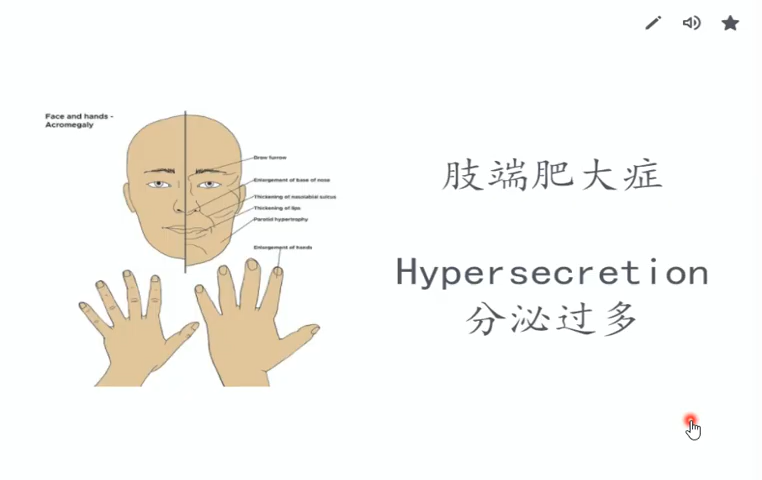 Face and hands -
Acromegaly
Brow furrow
Enlargement of base of nose
Thickening of nasolabial sulcus
Thickening of lips
Parotid hypertrophy
Enlargement of hands
肢端肥大症
Hypersecretion
分泌过多